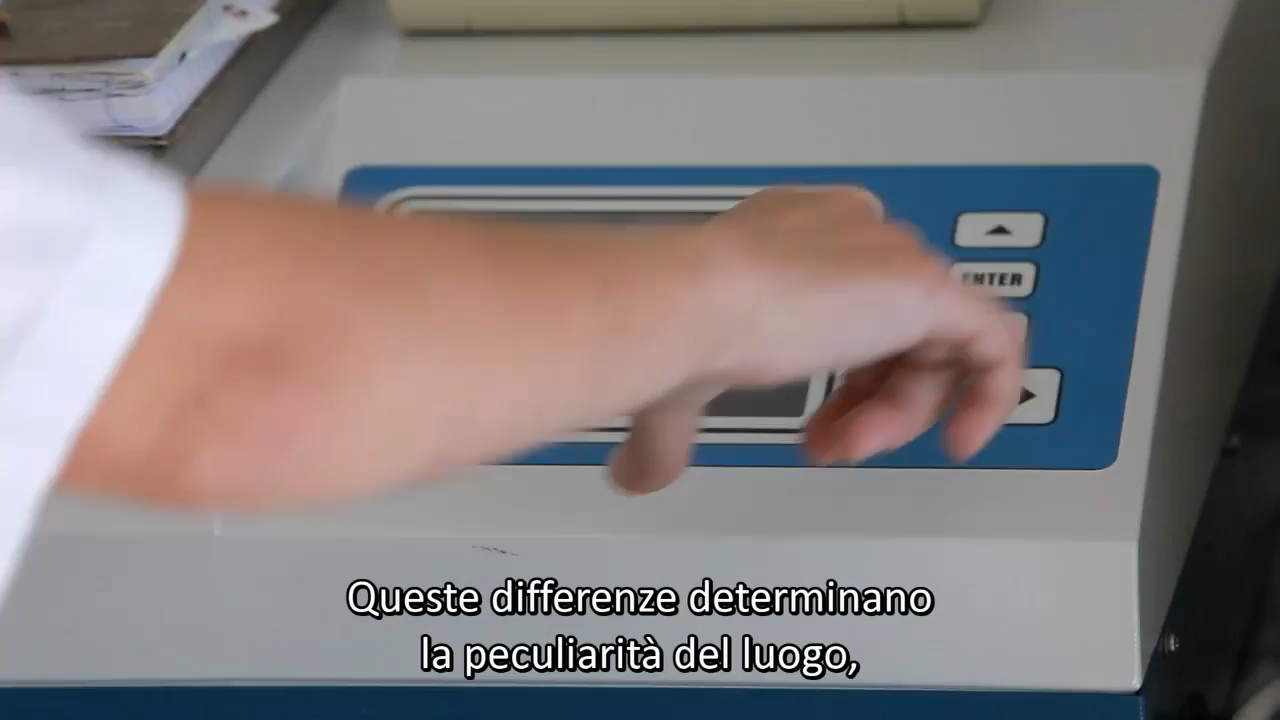 ENTER
Queste differenze determinano
la peculiarità del luogo,